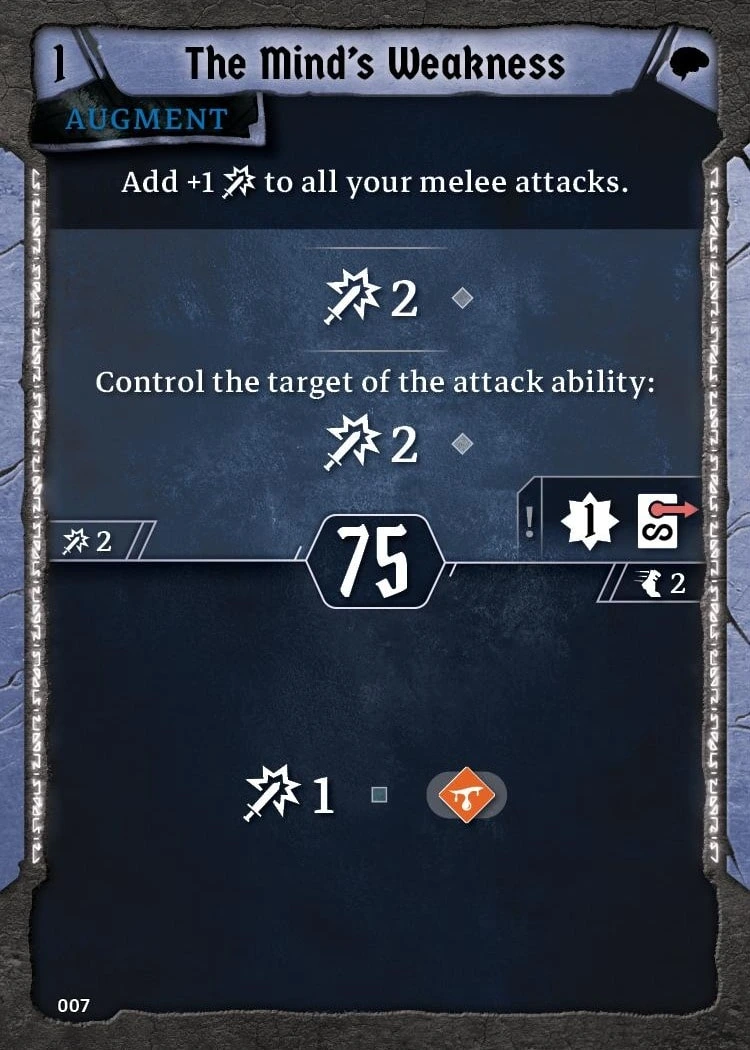 1 The Mind's Weakness
AUGMENT
Add +1 to all your melee attacks.
2
Control the target of the attack ability:
2
! 1
2
75
2
1
007